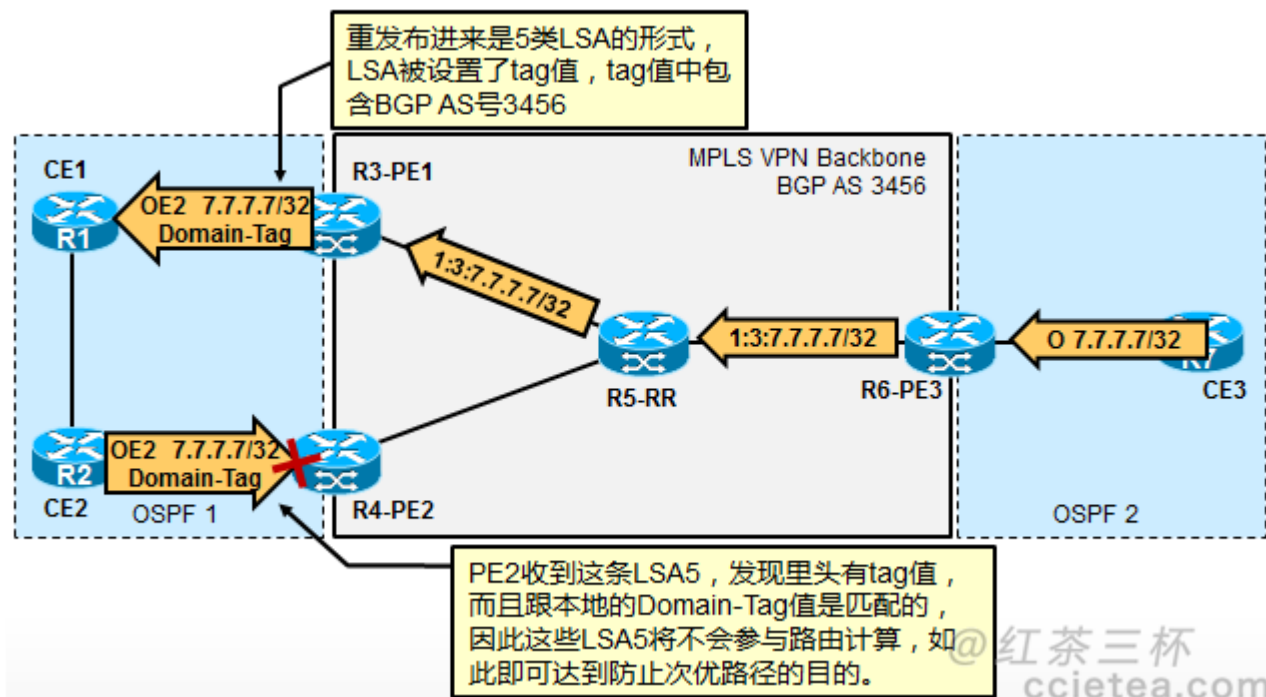 重发布进来是5类LSA的形式，
LSA被设置了tag值，tag值中包
含BGP AS号3456
CE1
R3-PE1
MPLS VPN Backbone
BGP AS 3456
OE2 7.7.7.7/32
Domain-Tag
R1
1:3:7.7.7.7/32
1:3:7.7.7.7/32
O 7.7.7.7/32
R7
R5-RR
R6-PE3
CE3
OE2 7.7.7.7/32
Domain-Tag
R2
CE2
OSPF 1
R4-PE2
OSPF 2
PE2收到这条LSA5，发现里头有tag值，
而且跟本地的Domain-Tag值是匹配的，
因此这些LSA5将不会参与路由计算，如
此即可达到防止次优路径的目的。
@红茶三杯
ccietea.com